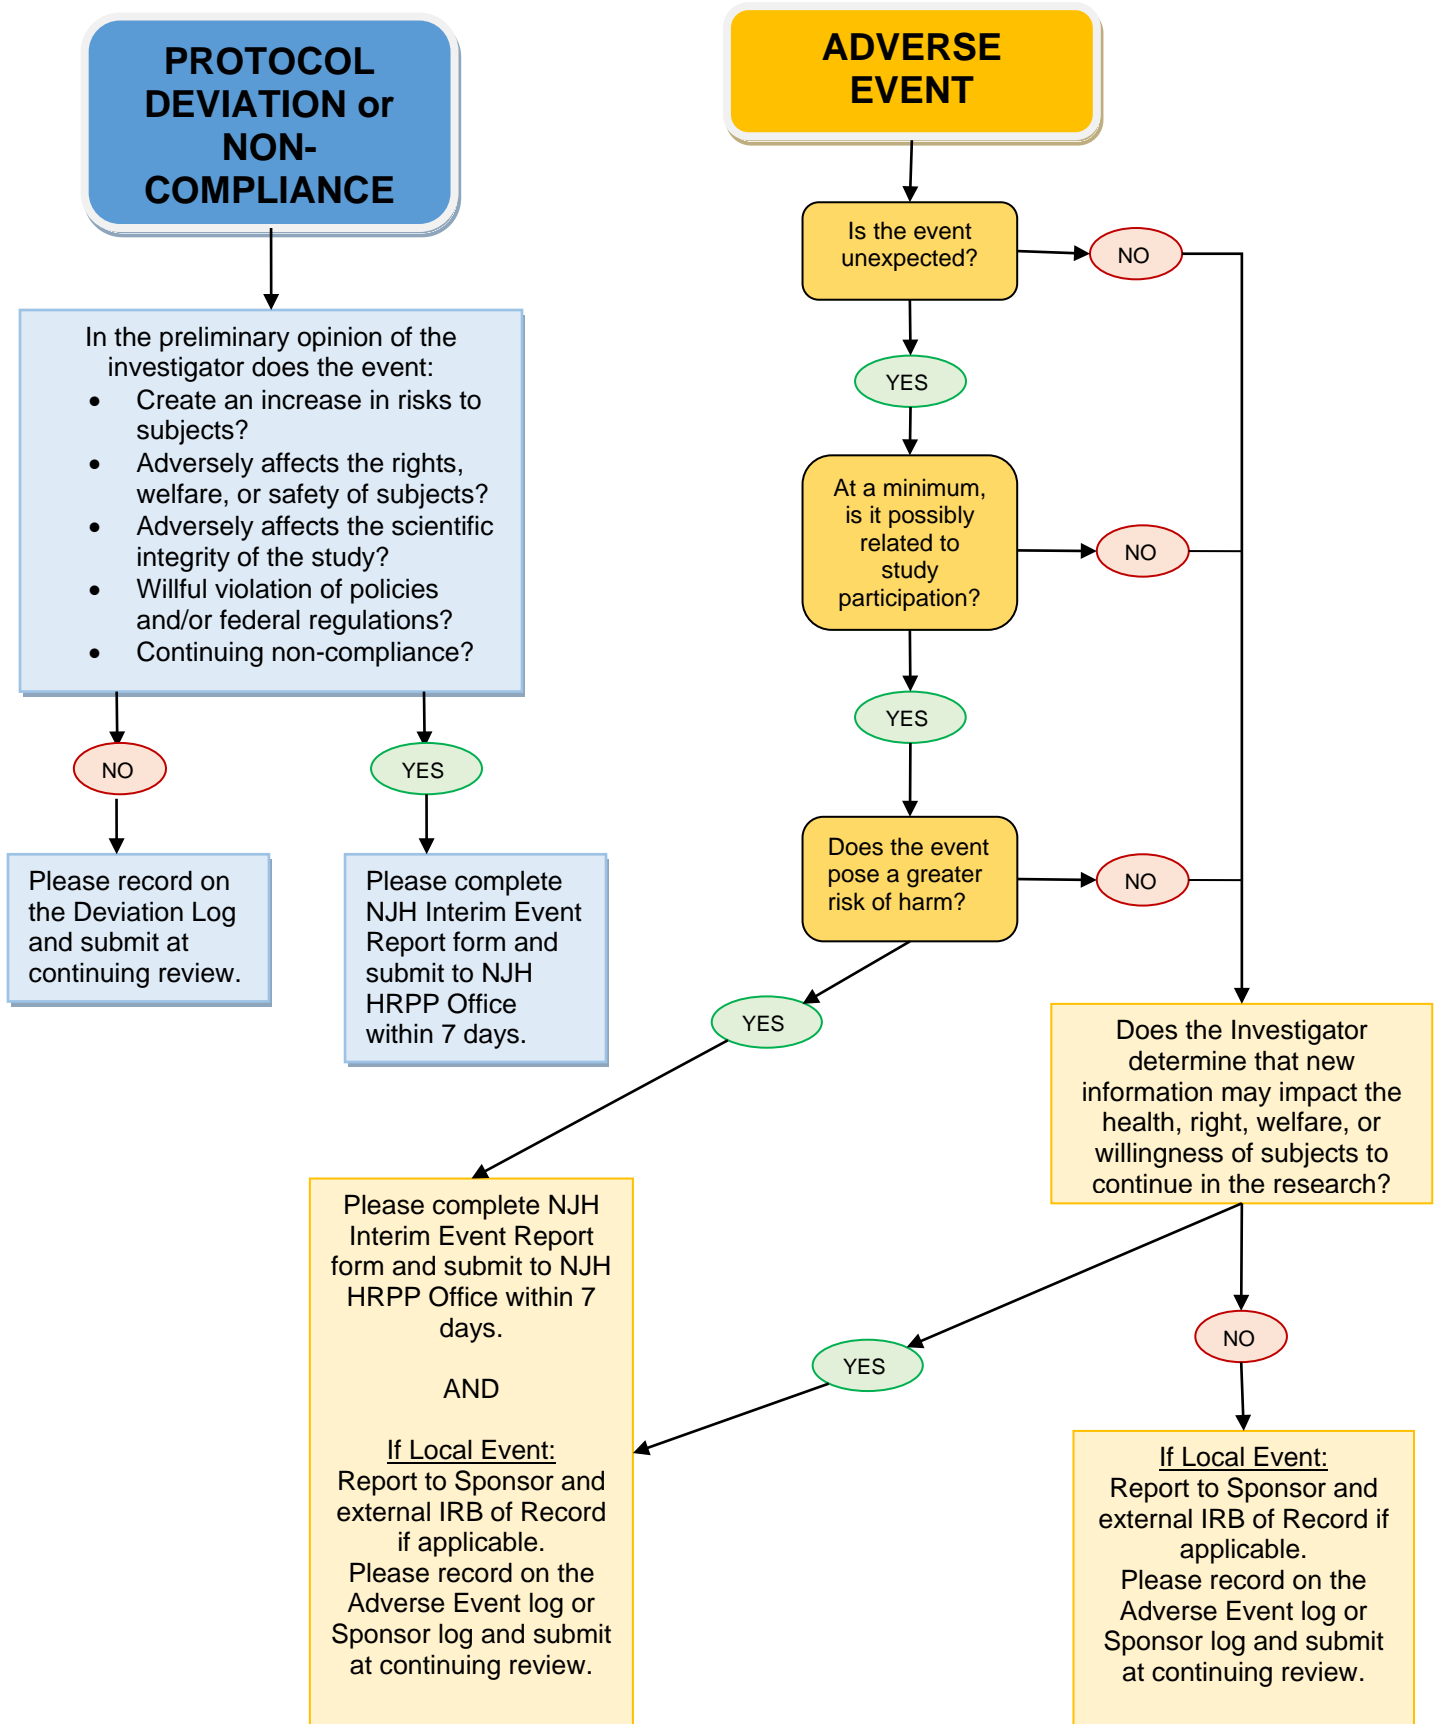 PROTOCOL
DEVIATION or
NON-
COMPLIANCE
In the preliminary opinion of the
investigator does the event:
• Create an increase in risks to
subjects?
• Adversely affects the rights,
welfare, or safety of subjects?
• Adversely affects the scientific
integrity of the study?
• Willful violation of policies
and/or federal regulations?
• Continuing non-compliance?
NO
YES
Please record on
the Deviation Log
and submit at
continuing review.
Please complete
NJH Interim Event
Report form and
submit to NJH
HRPP Office
within 7 days.
ADVERSE
EVENT
Is the event
unexpected?
NO
YES
At a minimum,
is it possibly
related to
study
participation?
NO
YES
Does the event
pose a greater
risk of harm?
NO
YES
Does the Investigator
determine that new
information may impact the
health, right, welfare, or
willingness of subjects to
continue in the research?
YES
NO
Please complete NJH
Interim Event Report
form and submit to NJH
HRPP Office within 7
days.
AND
If Local Event:
Report to Sponsor and
external IRB of Record
if applicable.
Please record on the
Adverse Event log or
Sponsor log and submit
at continuing review.
If Local Event:
Report to Sponsor and
external IRB of Record if
applicable.
Please record on the
Adverse Event log or
Sponsor log and submit
at continuing review.